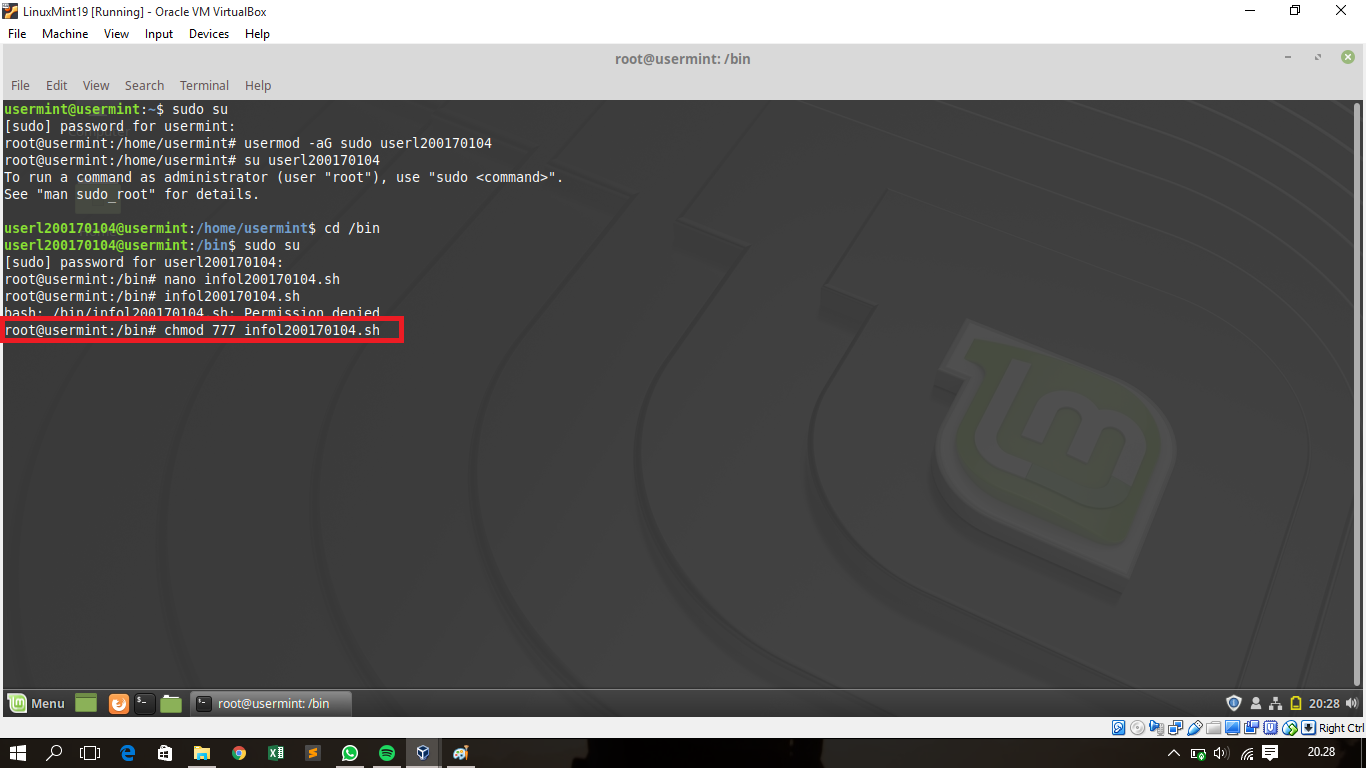 LinuxMint19 [Running] - Oracle VM VirtualBox
File Machine View Input Devices Help
root@usermint: /bin
File Edit View Search Terminal Help
usermint@usermint:~$ sudo su
[sudo] password for usermint:
root@usermint:/home/usermint# usermod -aG sudo userl200170104
root@usermint:/home/usermint# su userl200170104
To run a command as administrator (user "root"), use "sudo <command>".
See "man sudo_root" for details.
userl200170104@usermint:/home/usermint$ cd /bin
userl200170104@usermint:/bin$ sudo su
[sudo] password for userl200170104:
root@usermint:/bin# nano infol200170104.sh
root@usermint:/bin# infol200170104.sh
bash: /bin/infol200170104.sh: Permission denied
root@usermint:/bin# chmod 777 infol200170104.sh
Menu
root@usermint: /bin
20:28
Right Ctrl
20.28